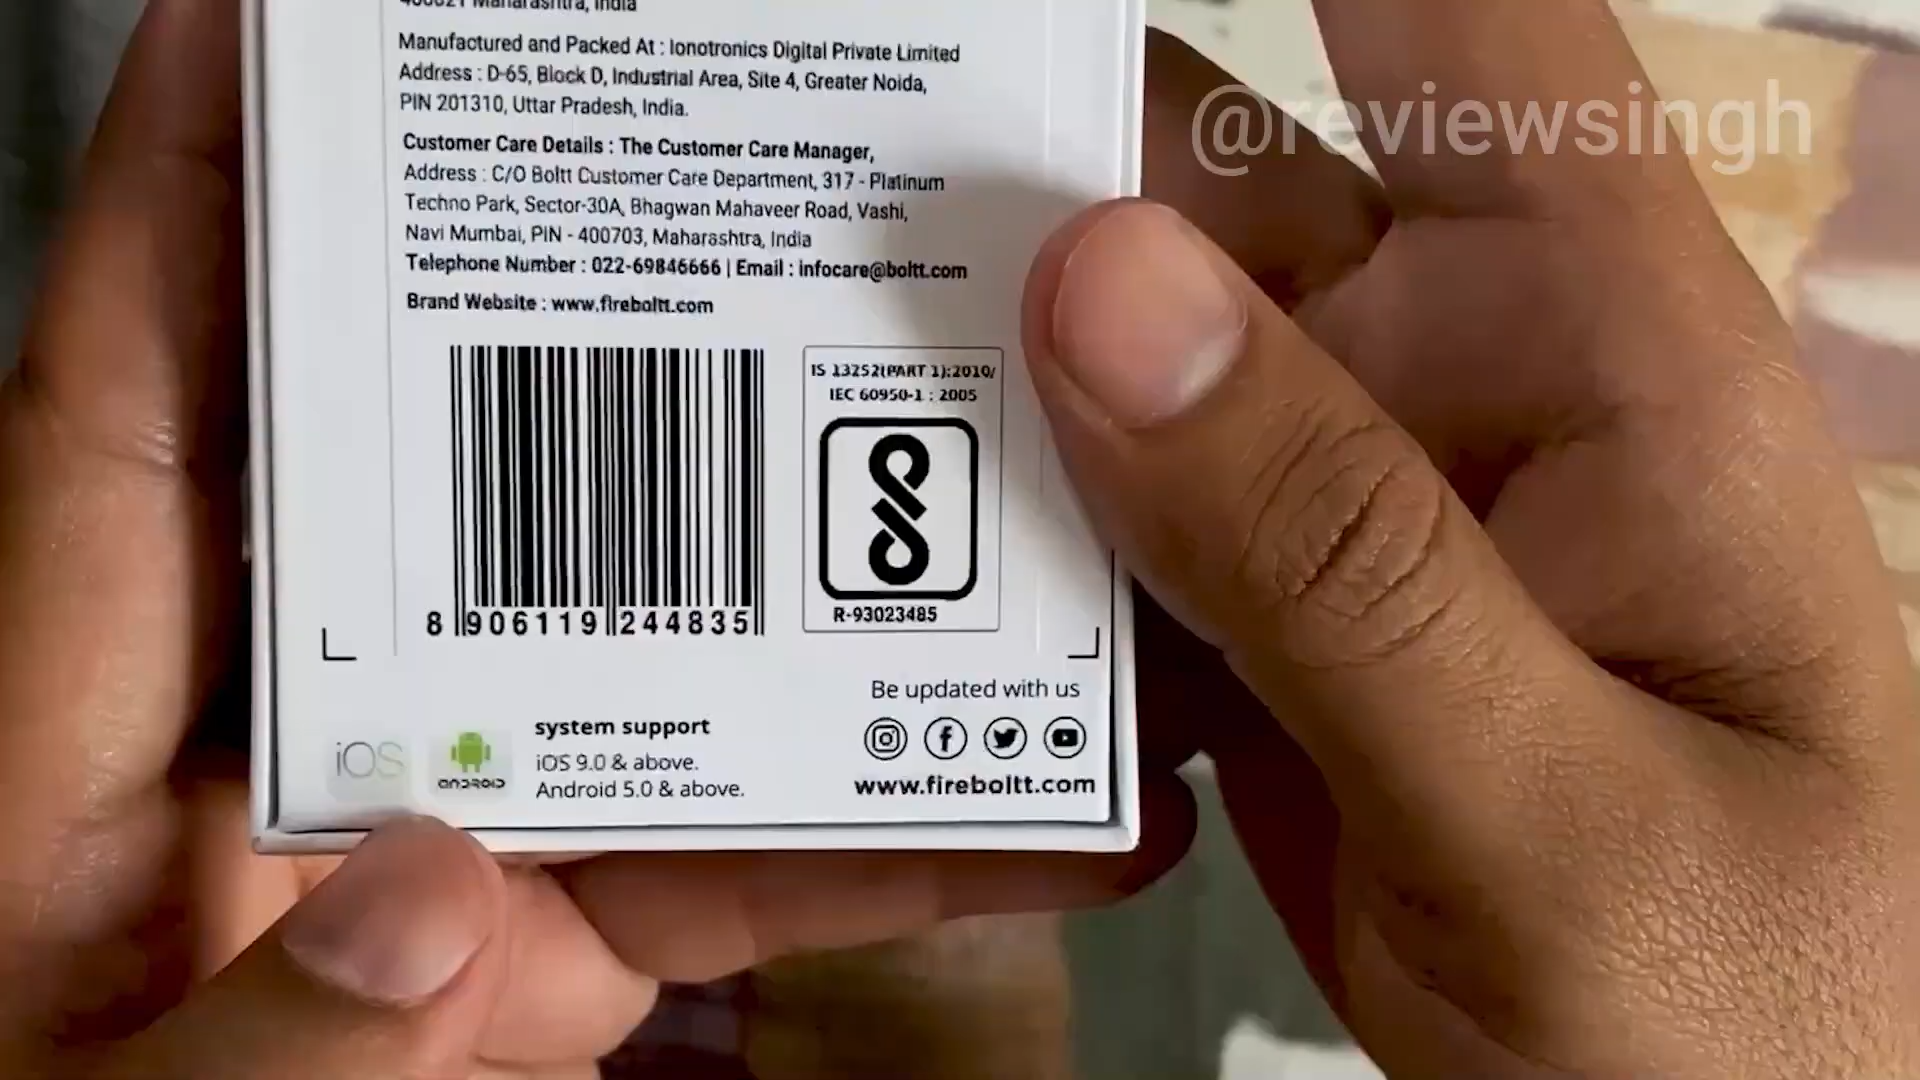 400021 Maharashtra, India
Manufactured and Packed At : Ionotronics Digital Private Limited
Address : D-65, Block D, Industrial Area, Site 4, Greater Noida,
PIN 201310, Uttar Pradesh, India.
Customer Care Details : The Customer Care Manager,
Address : C/O Boltt Customer Care Department, 317 - Platinum
Techno Park, Sector-30A, Bhagwan Mahaveer Road, Vashi,
Navi Mumbai, PIN - 400703, Maharashtra, India
Telephone Number : 022-69846666 | Email : infocare@boltt.com
Brand Website : www.fireboltt.com
8 906119 244835
IS 13252(PART 1):2010/
IEC 60950-1 : 2005
R-93023485
Be updated with us
www.fireboltt.com
iOS
ANDROID
system support
iOS 9.0 & above.
Android 5.0 & above.
@reviewsingh